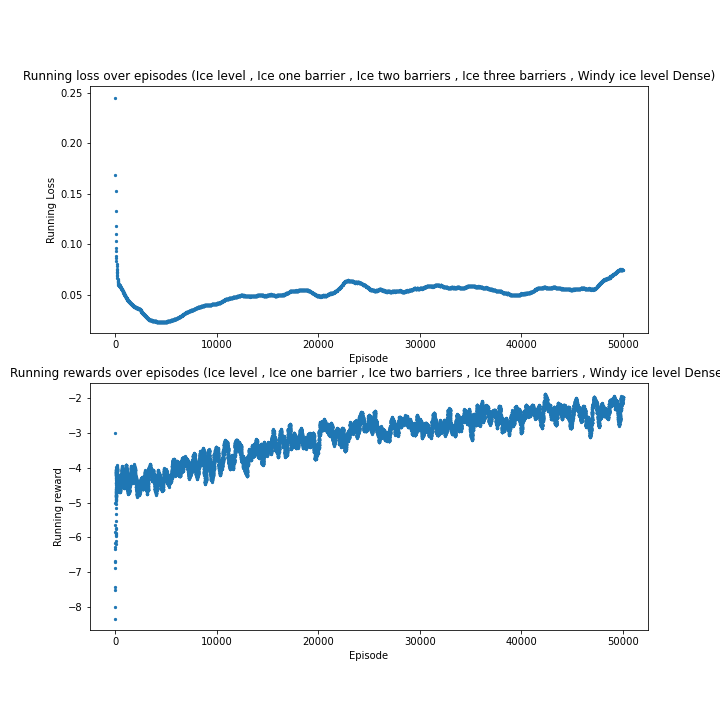 Running loss over episodes (Ice level , Ice one barrier , Ice two barriers , Ice three barriers , Windy ice level Dense)
0.25
0.20
0.15
0.10
0.05
Running Loss
0 10000 20000 30000 40000 50000
Episode
Running rewards over episodes (Ice level , Ice one barrier , Ice two barriers , Ice three barriers , Windy ice level Dense
−2
−3
−4
−5
−6
−7
−8
Running reward
0 10000 20000 30000 40000 50000
Episode